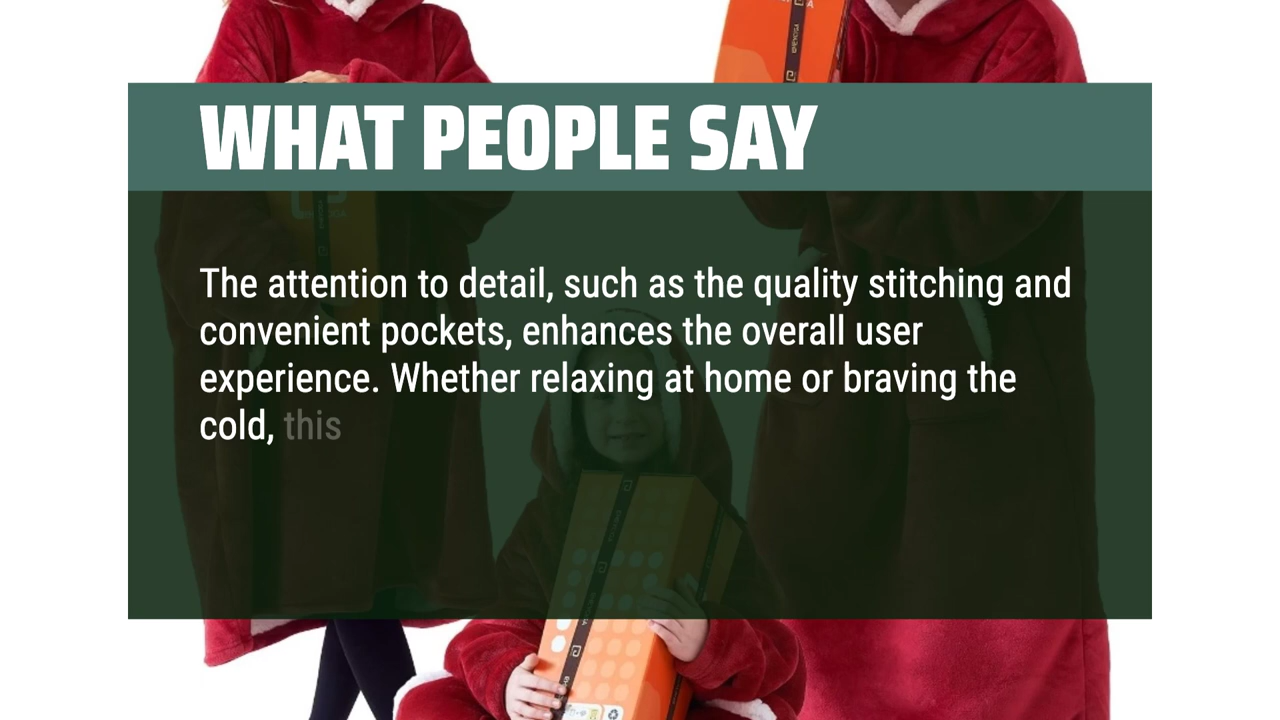 WHAT PEOPLE SAY
The attention to detail, such as the quality stitching and
convenient pockets, enhances the overall user
experience. Whether relaxing at home or braving the
cold, this